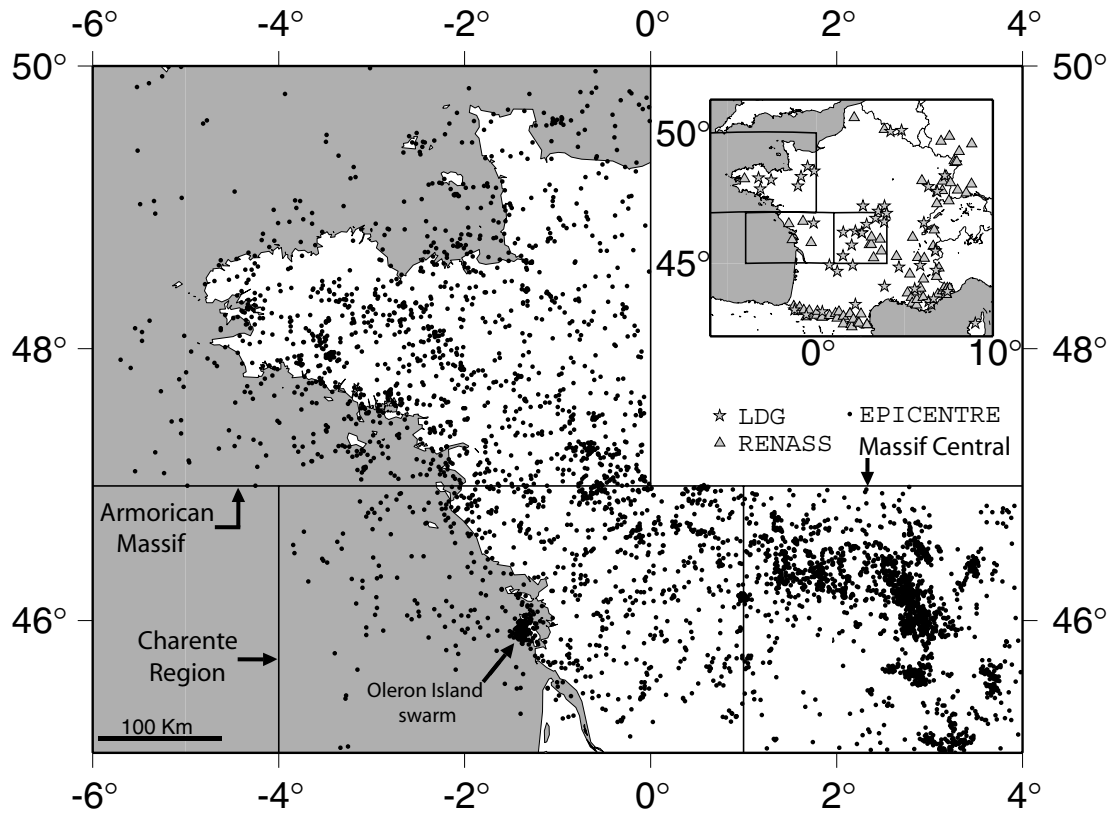 -6° -4° -2° 0° 2° 4°
50° 50°
50°
45°
0° 10°
48° 48°
LDG EPICENTRE
RENASS Massif Central
Armorican
Massif
46° 46°
Charente
Region
Oleron Island
swarm
100 Km
-6° -4° -2° 0° 2° 4°